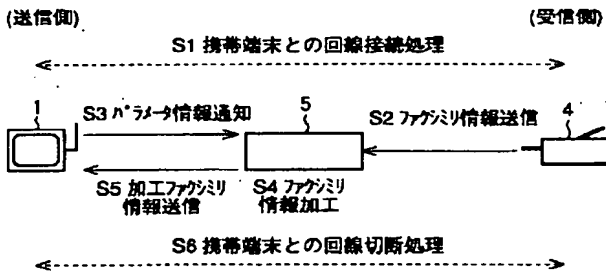 (送信側) (受信側)
S1 携帯端末との回線接続処理
1 5 4
S3 パラメータ情報通知
S2 ファクシミリ情報送信
S5 加工ファクシミリ
情報送信
S4 ファクシミリ
情報加工
S6 携帯端末との回線切断処理